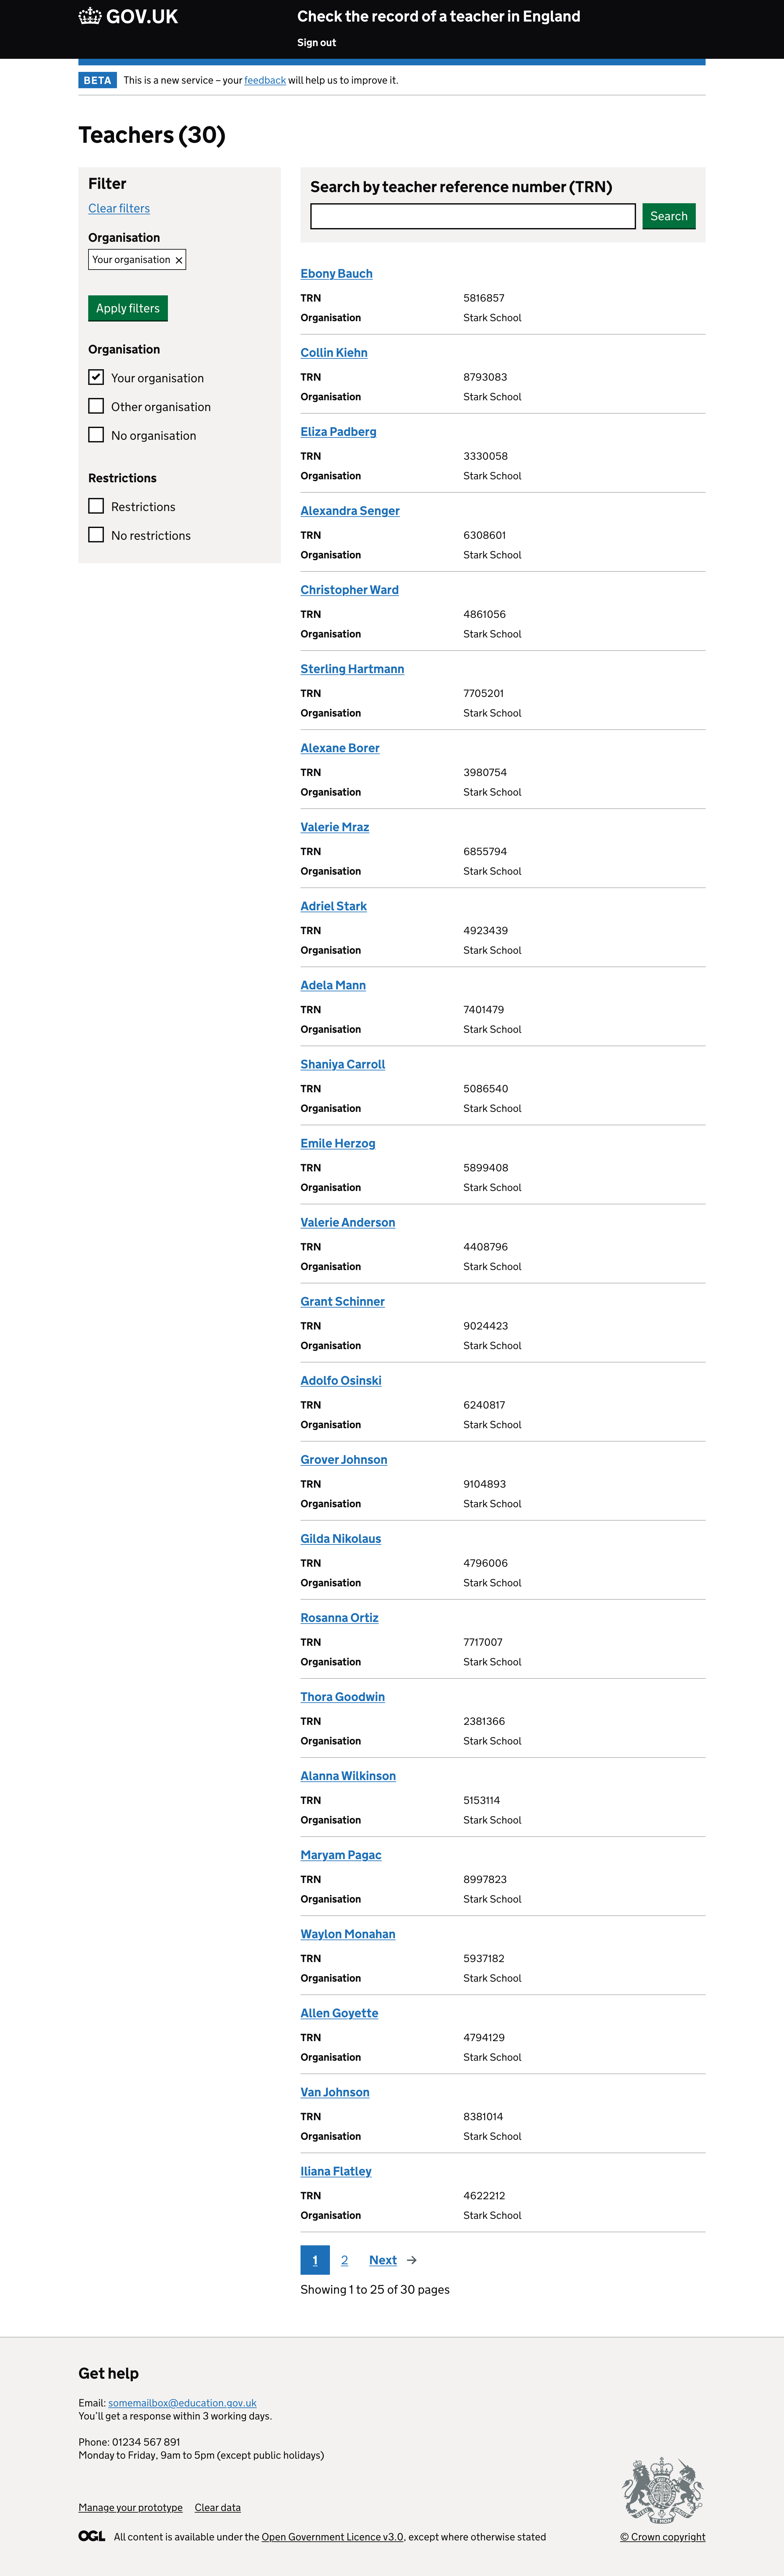 GOV.UK
Check the record of a teacher in England
Sign out
BETA This is a new service – your feedback will help us to improve it.
Teachers (30)
Filter
Clear filters
Organisation
Your organisation ×
Apply filters
Organisation
Your organisation
Other organisation
No organisation
Restrictions
Restrictions
No restrictions
Search by teacher reference number (TRN)
Search
Ebony Bauch
TRN 5816857
Organisation Stark School
Collin Kiehn
TRN 8793083
Organisation Stark School
Eliza Padberg
TRN 3330058
Organisation Stark School
Alexandra Senger
TRN 6308601
Organisation Stark School
Christopher Ward
TRN 4861056
Organisation Stark School
Sterling Hartmann
TRN 7705201
Organisation Stark School
Alexane Borer
TRN 3980754
Organisation Stark School
Valerie Mraz
TRN 6855794
Organisation Stark School
Adriel Stark
TRN 4923439
Organisation Stark School
Adela Mann
TRN 7401479
Organisation Stark School
Shaniya Carroll
TRN 5086540
Organisation Stark School
Emile Herzog
TRN 5899408
Organisation Stark School
Valerie Anderson
TRN 4408796
Organisation Stark School
Grant Schinner
TRN 9024423
Organisation Stark School
Adolfo Osinski
TRN 6240817
Organisation Stark School
Grover Johnson
TRN 9104893
Organisation Stark School
Gilda Nikolaus
TRN 4796006
Organisation Stark School
Rosanna Ortiz
TRN 7717007
Organisation Stark School
Thora Goodwin
TRN 2381366
Organisation Stark School
Alanna Wilkinson
TRN 5153114
Organisation Stark School
Maryam Pagac
TRN 8997823
Organisation Stark School
Waylon Monahan
TRN 5937182
Organisation Stark School
Allen Goyette
TRN 4794129
Organisation Stark School
Van Johnson
TRN 8381014
Organisation Stark School
Iliana Flatley
TRN 4622212
Organisation Stark School
1 2 Next →
Showing 1 to 25 of 30 pages
Get help
Email: somemailbox@education.gov.uk
You'll get a response within 3 working days.
Phone: 01234 567 891
Monday to Friday, 9am to 5pm (except public holidays)
Manage your prototype Clear data
OGL All content is available under the Open Government Licence v3.0, except where otherwise stated
© Crown copyright